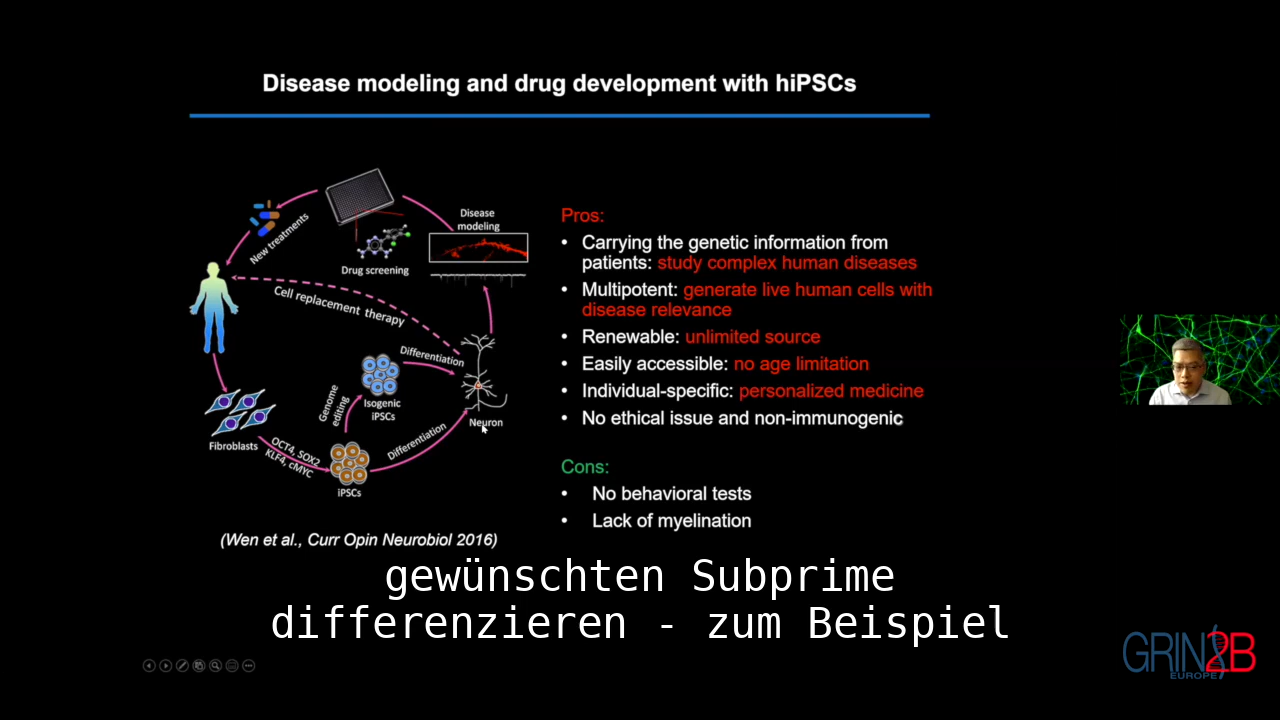 Disease modeling and drug development with hiPSCs
New treatments
Drug screening
Disease
modeling
Cell replacement therapy
Differentiation
Genome
editing
Isogenic
iPSCs
Neuron
Fibroblasts
OCT4, SOX2
KLF4, cMYC
Differentiation
iPSCs
(Wen et al., Curr Opin Neurobiol 2016)
Pros:
• Carrying the genetic information from
patients: study complex human diseases
• Multipotent: generate live human cells with
disease relevance
• Renewable: unlimited source
• Easily accessible: no age limitation
• Individual-specific: personalized medicine
• No ethical issue and non-immunogenic
Cons:
• No behavioral tests
• Lack of myelination
gewünschten Subprime
differenzieren - zum Beispiel
GRIN2B
EUROPE